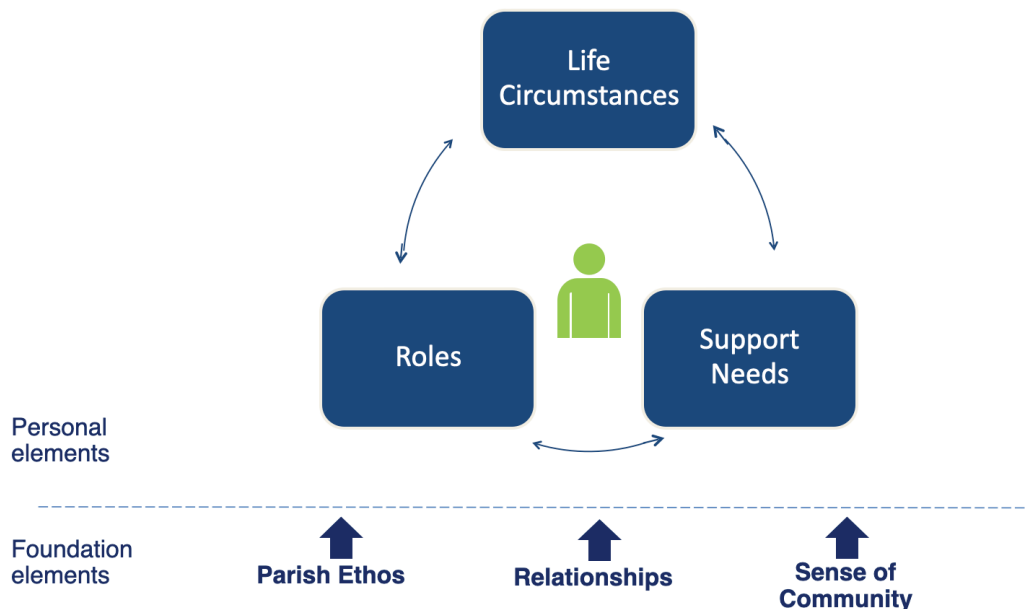 Life
Circumstances
Roles
Support
Needs
Personal
elements
Foundation
elements
Parish Ethos
Relationships
Sense of
Community